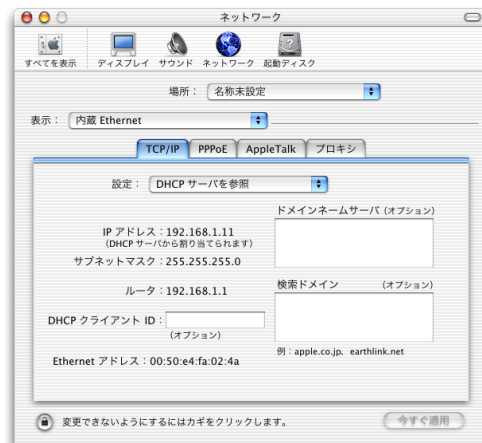 ネットワーク
すべてを表示 ディスプレイ サウンド ネットワーク 起動ディスク
場所： 名称未設定
表示： 内蔵 Ethernet
TCP/IP PPPoE AppleTalk プロキシ
設定： DHCP サーバを参照
ドメインネームサーバ (オプション)
IP アドレス：192.168.1.11
（DHCP サーバから割り当てられます）
サブネットマスク：255.255.255.0
ルータ：192.168.1.1
検索ドメイン (オプション)
DHCP クライアント ID：
(オプション)
例：apple.co.jp、earthlink.net
Ethernet アドレス：00:50:e4:fa:02:4a
変更できないようにするにはカギをクリックします。
今すぐ適用